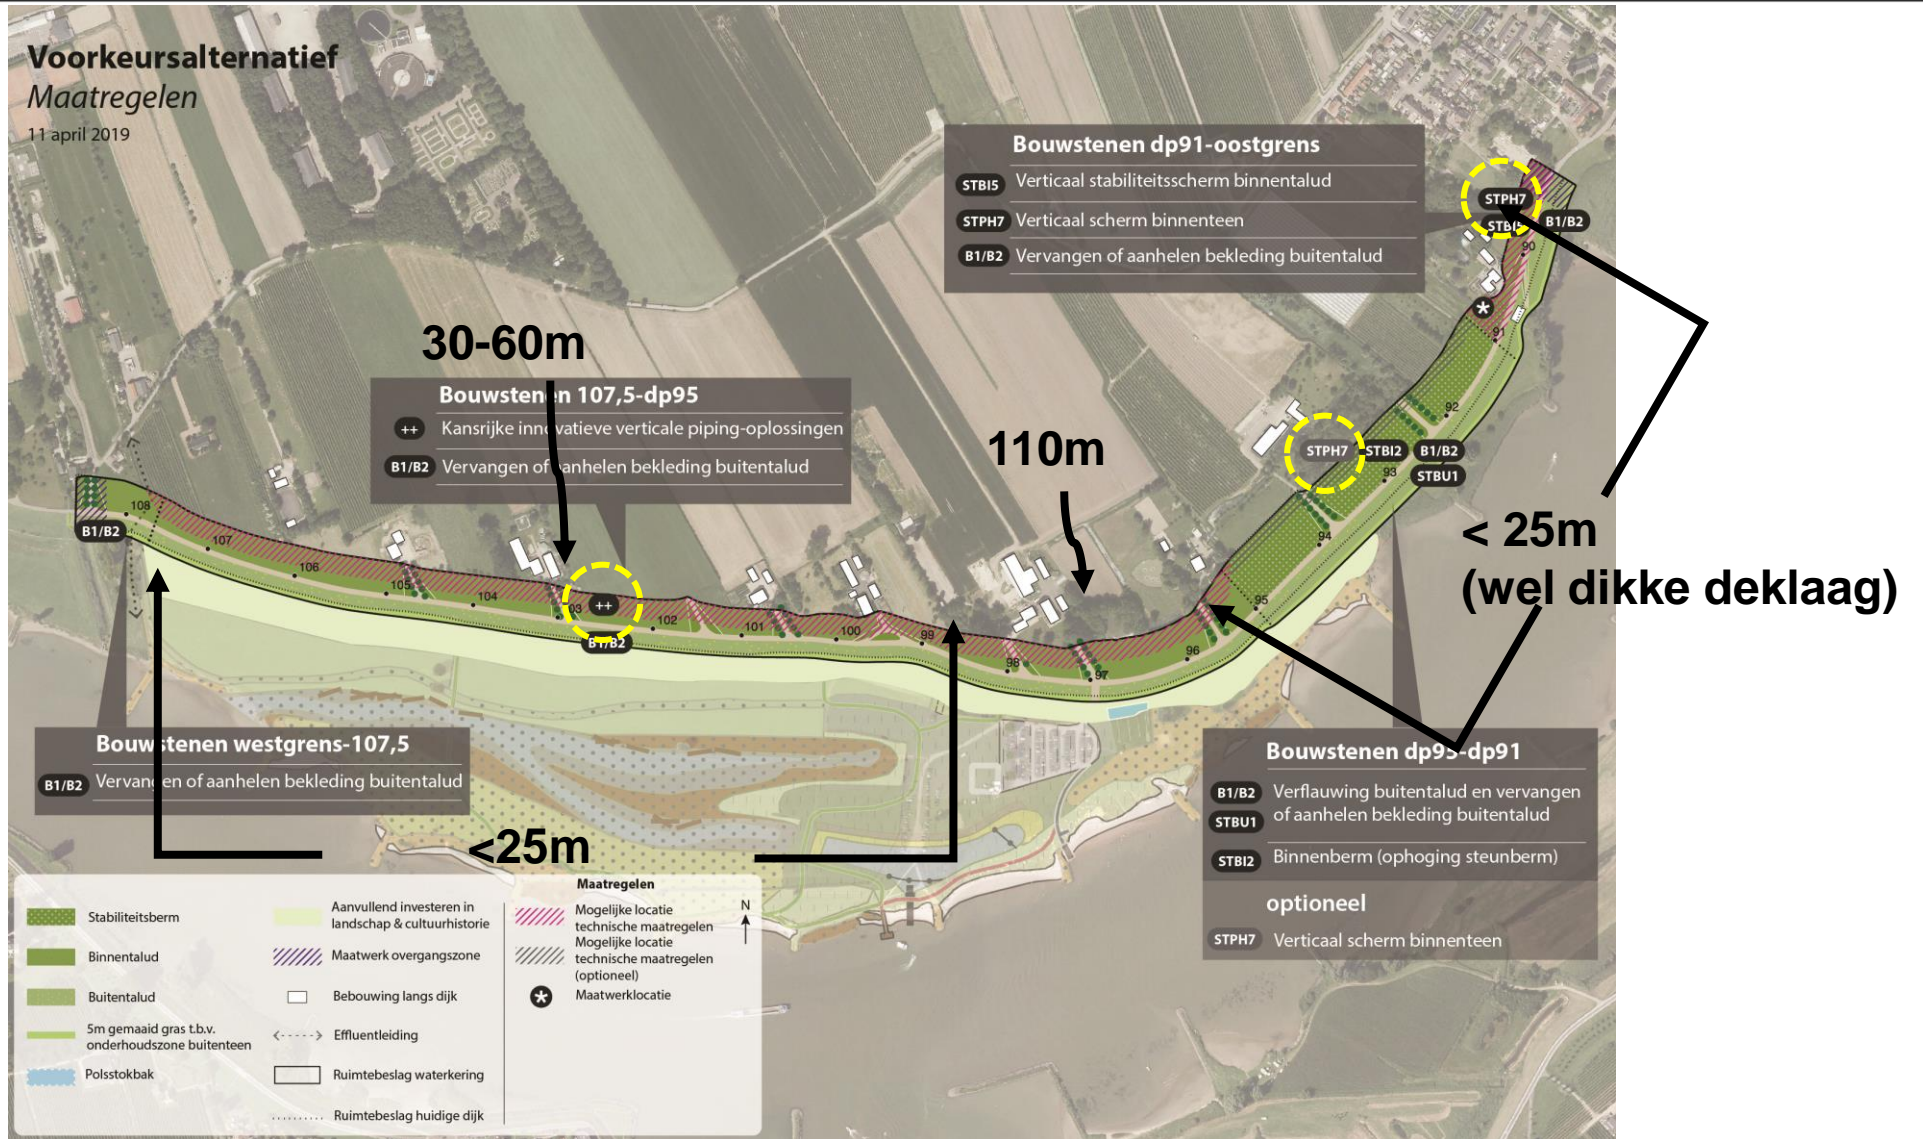 Voorkeursalternatief
Maatregelen
11 april 2019
Bouwstenen dp91-oostgrens
STBI5 Verticaal stabiliteitsscherm binnentalud
STPH7 Verticaal scherm binnenteen
B1/B2 Vervangen of aanhelen bekleding buitentalud
STPH7
STBI5 B1/B2
90
91
30-60m
Bouwstenen 107,5-dp95
++ Kansrijke innovatieve verticale piping-oplossingen
B1/B2 Vervangen of aanhelen bekleding buitentalud
110m
92
STPH7 STBI2 B1/B2
93
STBU1
94
95
96
97
98
99
100
101
102
++
B1/B2
104
105
106
107
108
B1/B2
< 25m
(wel dikke deklaag)
Bouwstenen westgrens-107,5
B1/B2 Vervangen of aanhelen bekleding buitentalud
<25m
Bouwstenen dp95-dp91
B1/B2 Verflauwing buitentalud en vervangen
STBU1 of aanhelen bekleding buitentalud
STBI2 Binnenberm (ophoging steunberm)
optioneel
STPH7 Verticaal scherm binnenteen
Stabiliteitsberm
Binnentalud
Buitentalud
5m gemaaid gras t.b.v.
onderhoudszone buitenteen
Polsstokbak
Aanvullend investeren in
landschap & cultuurhistorie
Maatwerk overgangszone
Bebouwing langs dijk
Effluentleiding
Ruimtebeslag waterkering
Ruimtebeslag huidige dijk
Maatregelen
Mogelijke locatie
technische maatregelen
Mogelijke locatie
technische maatregelen
(optioneel)
Maatwerklocatie
N